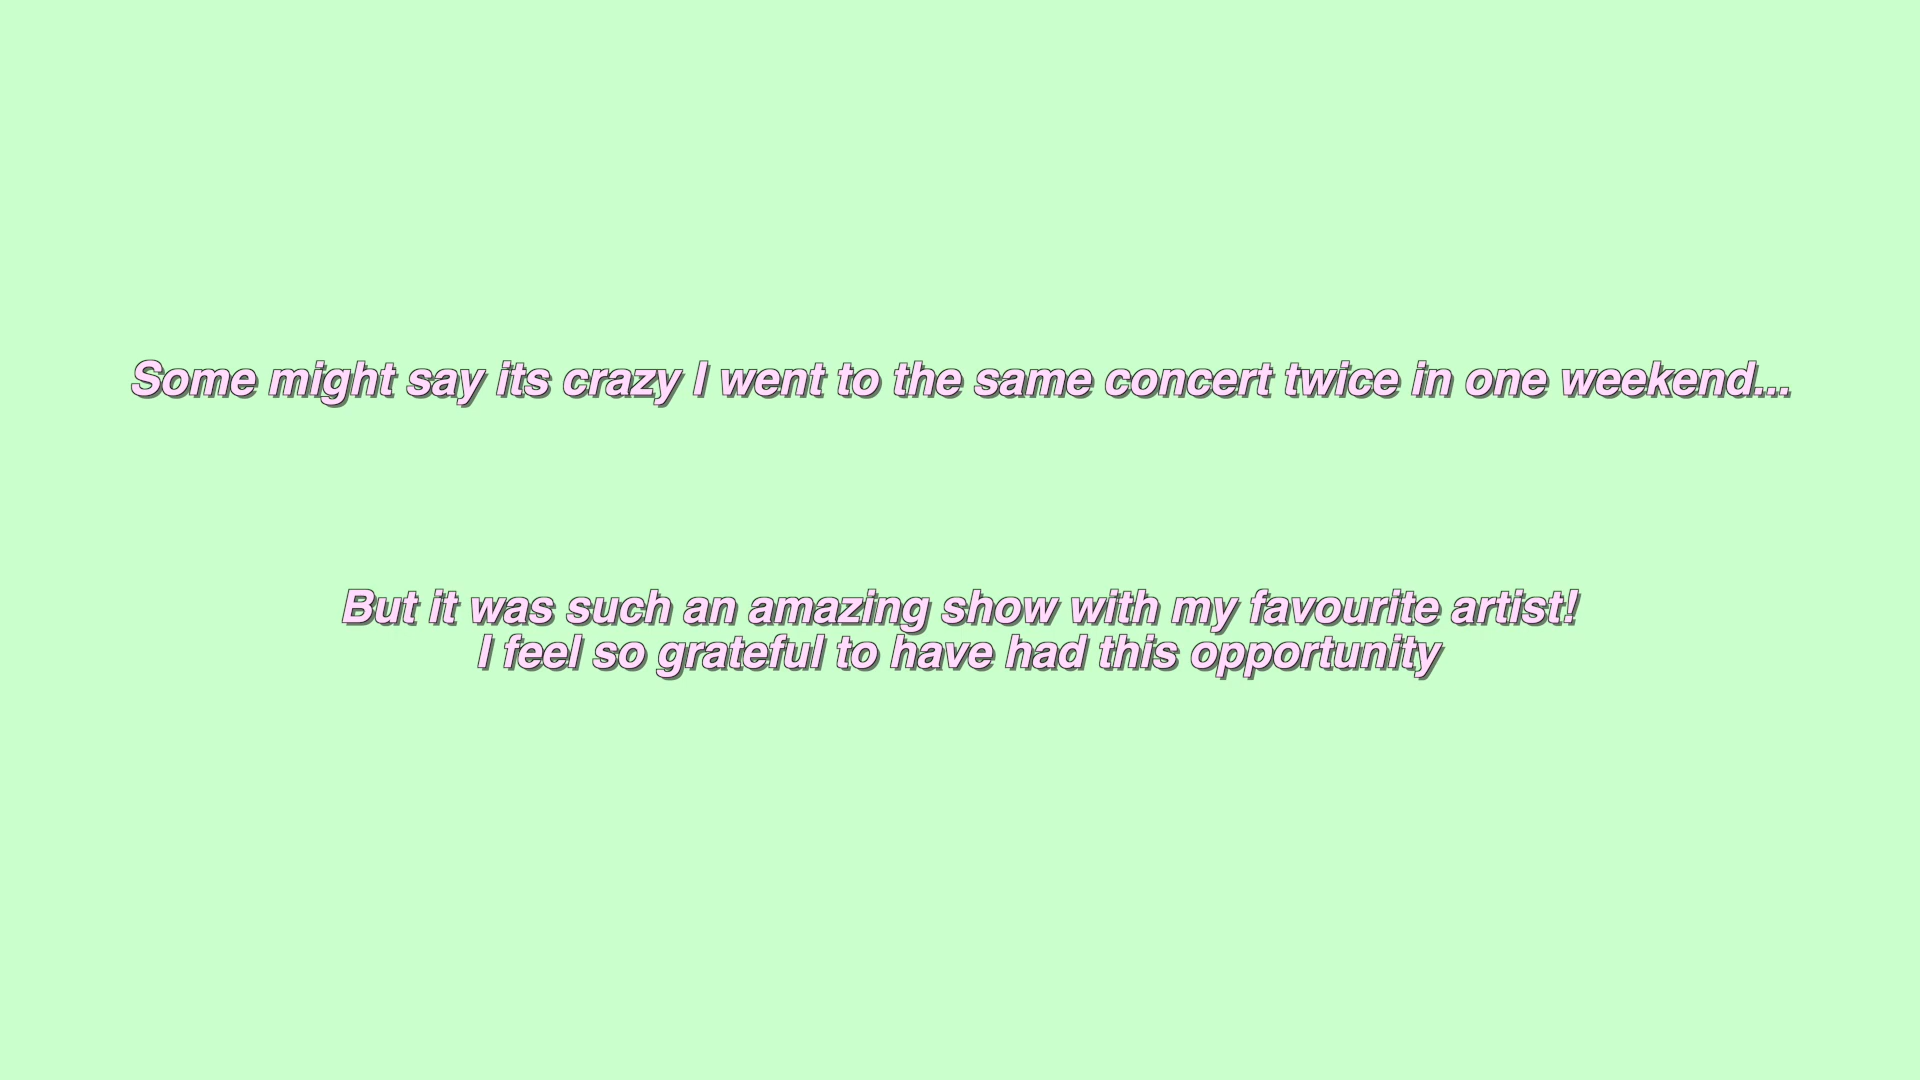 Some might say its crazy I went to the same concert twice in one weekend...
But it was such an amazing show with my favourite artist!
I feel so grateful to have had this opportunity